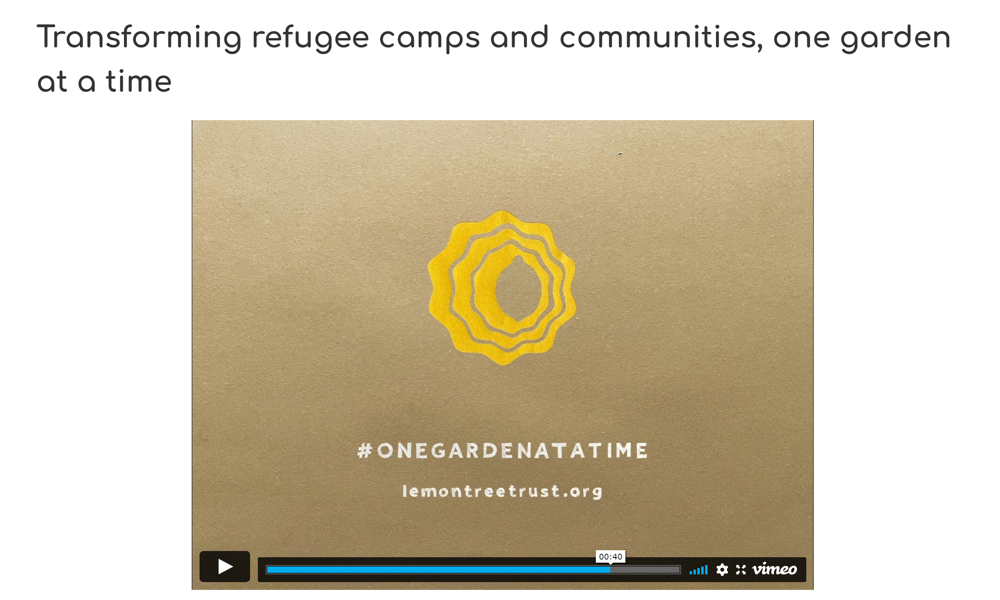 Transforming refugee camps and communities, one garden
at a time
#ONEGARDENATATIME
lemontreetrust.org
00:40
vimeo